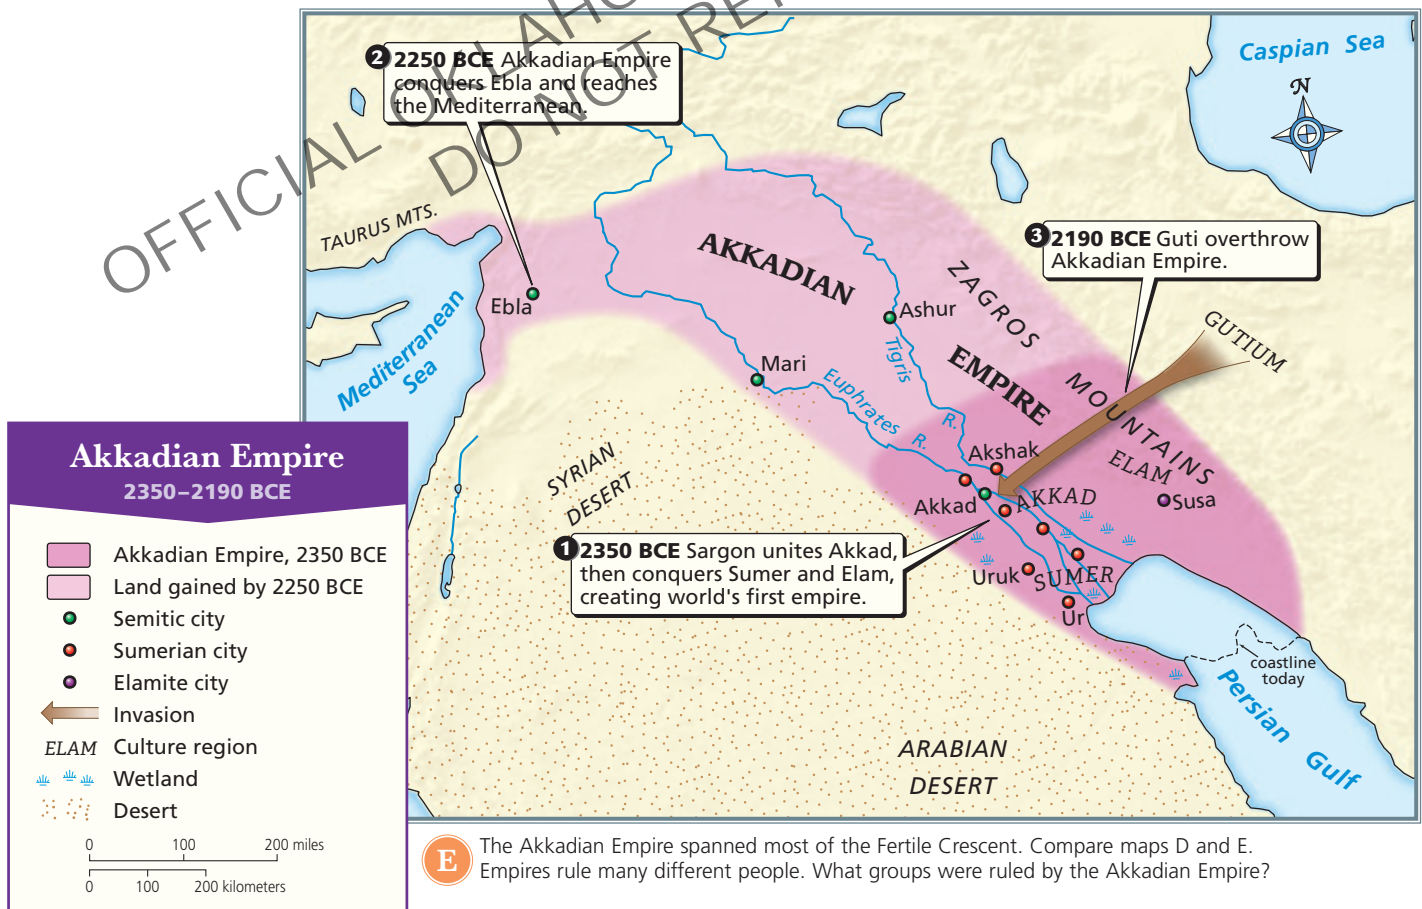 OFFICIAL OKLAHO
DO NOT RE
2 2250 BCE Akkadian Empire
conquers Ebla and reaches
the Mediterranean.
Caspian Sea
N
TAURUS MTS.
3 2190 BCE Guti overthrow
Akkadian Empire.
AKKADIAN
EMPIRE
ZAGROS
MOUNTAINS
GUTIUM
Ebla
Ashur
Mediterranean
Sea
Tigris
R.
Mari
Euphrates
R.
Akshak
ELAM
Susa
SYRIAN
DESERT
Akkad
AKKAD
1 2350 BCE Sargon unites Akkad,
then conquers Sumer and Elam,
creating world's first empire.
Uruk
SUMER
Ur
coastline
today
Persian Gulf
ARABIAN
DESERT
Akkadian Empire
2350–2190 BCE
Akkadian Empire, 2350 BCE
Land gained by 2250 BCE
Semitic city
Sumerian city
Elamite city
Invasion
ELAM Culture region
Wetland
Desert
0 100 200 miles
0 100 200 kilometers
E
The Akkadian Empire spanned most of the Fertile Crescent. Compare maps D and E.
Empires rule many different people. What groups were ruled by the Akkadian Empire?